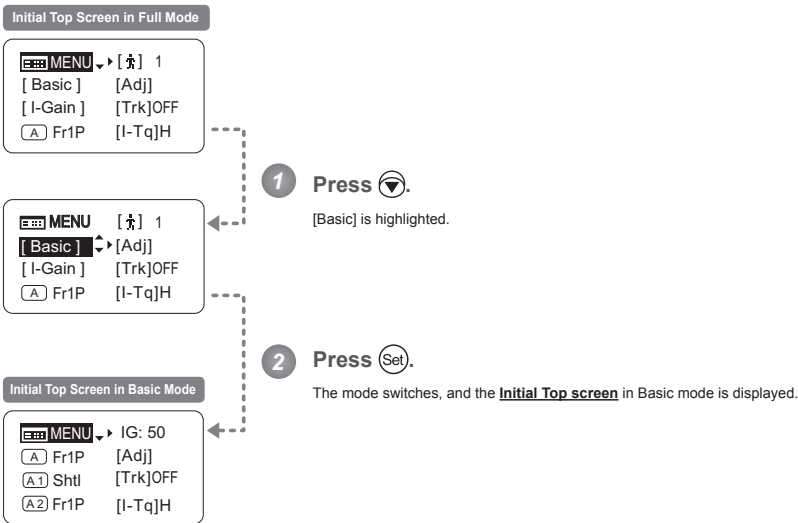 Initial Top Screen in Full Mode
MENU [ ] 1
[ Basic ] [Adj]
[ I-Gain ] [Trk]OFF
A Fr1P [I-Tq]H
1 Press .
[Basic] is highlighted.
MENU [ ] 1
[ Basic ] [Adj]
[ I-Gain ] [Trk]OFF
A Fr1P [I-Tq]H
2 Press Set.
The mode switches, and the Initial Top screen in Basic mode is displayed.
Initial Top Screen in Basic Mode
MENU IG: 50
A Fr1P [Adj]
A1 Shtl [Trk]OFF
A2 Fr1P [I-Tq]H